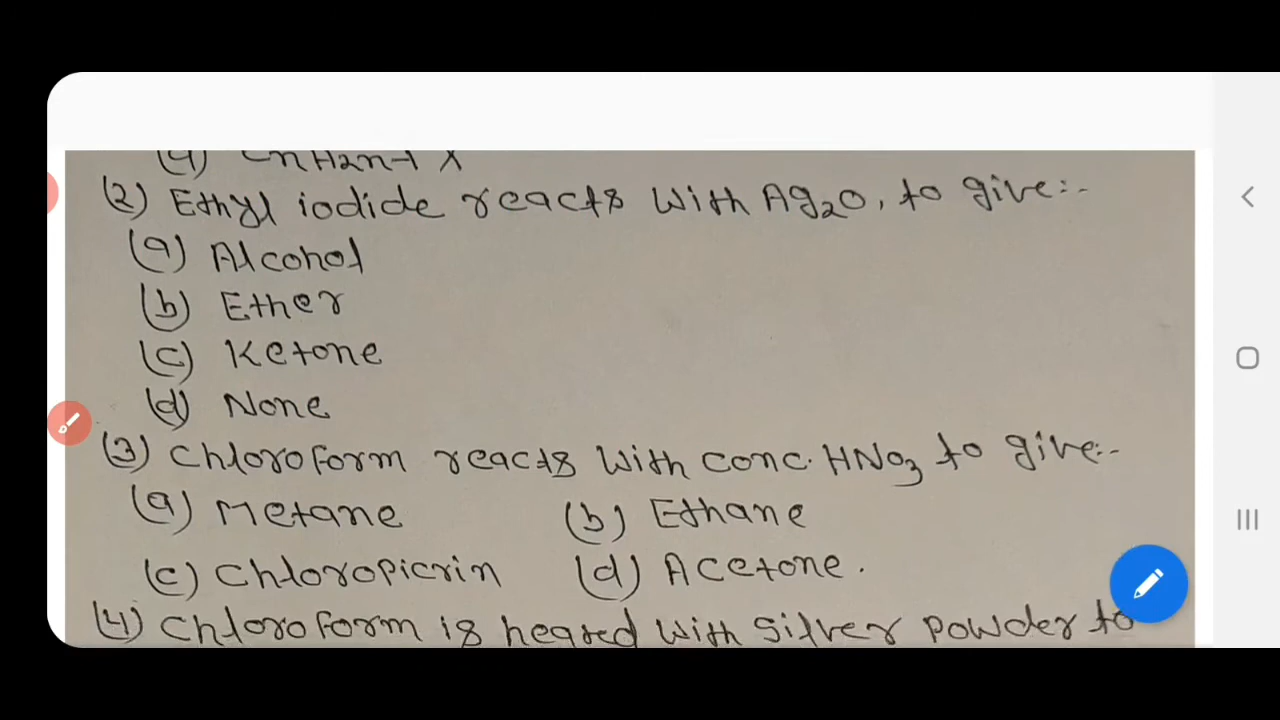 (2) Ethyl iodide reacts with Ag2O, to give:-
(a) Alcohol
(b) Ether
(c) Ketone
(d) None
(3) Chloroform reacts with conc. HNO3 to give:-
(a) Metane (b) Ethane
(c) Chloropicrin (d) Acetone.
(4) Chloroform is heated with silver powder to